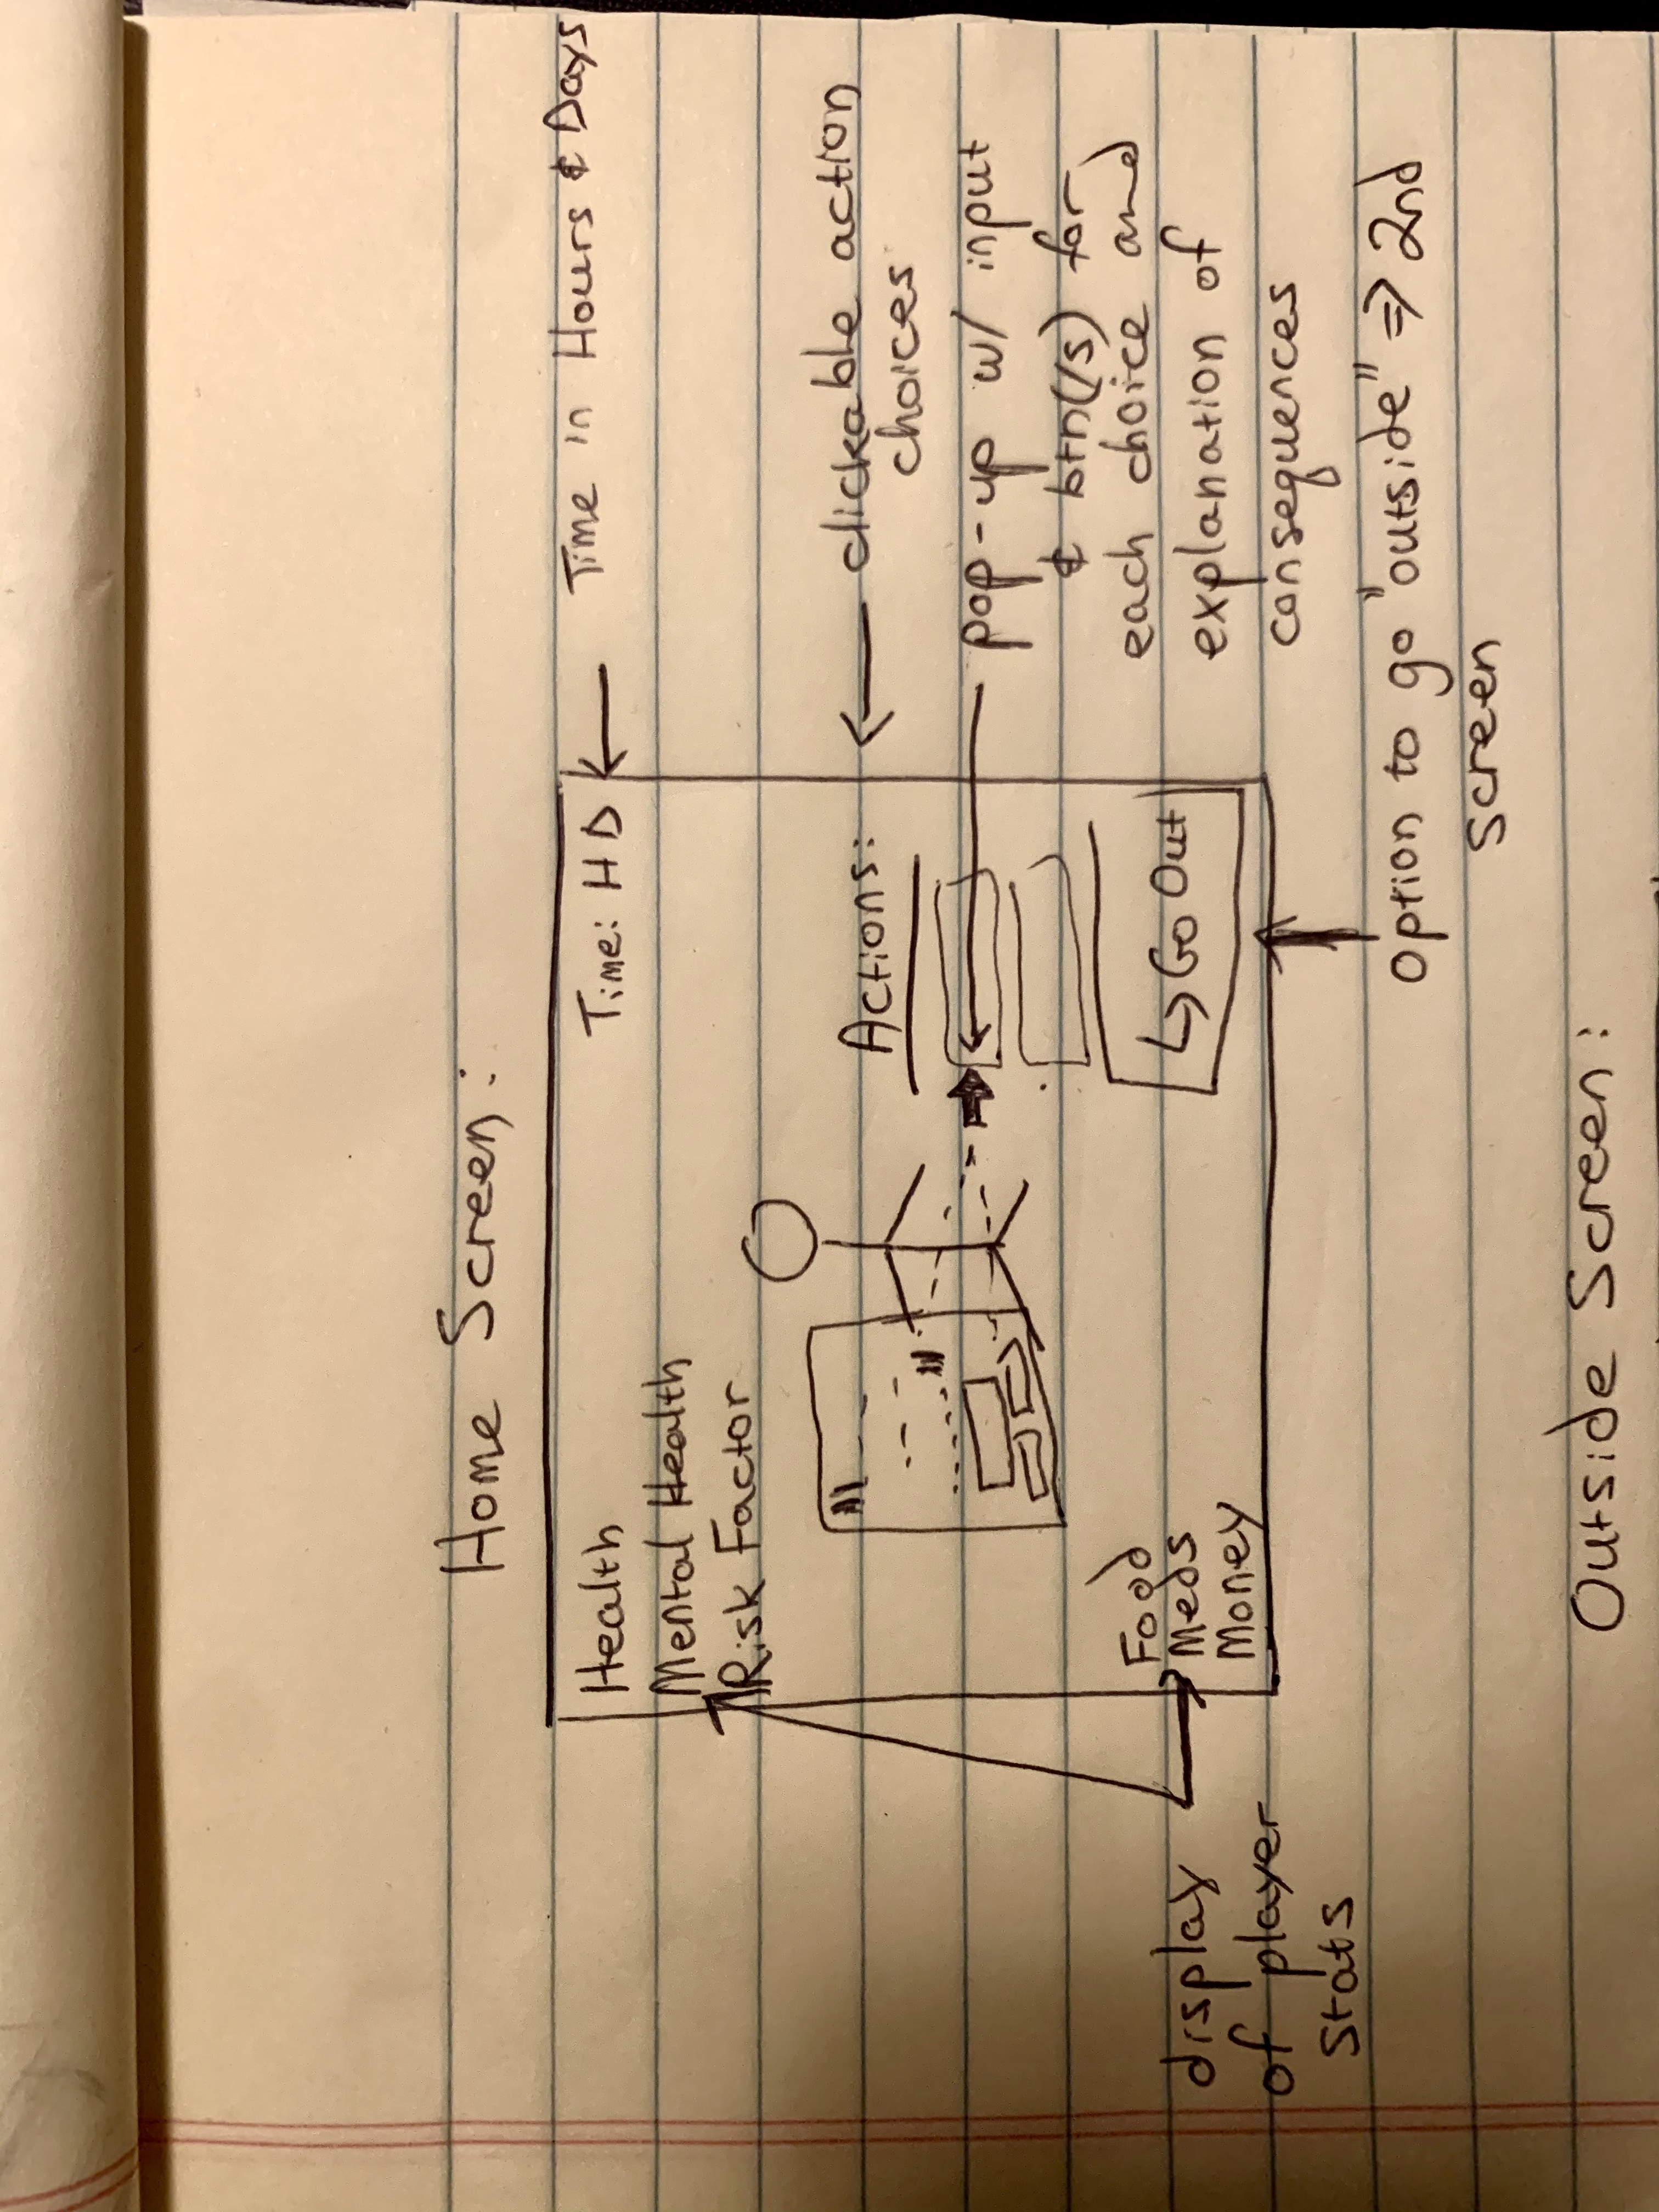 Home Screen:
Health
Time: H D
Time in Hours & Days
Mental Health
Risk Factor
Actions:
clickable action
choices
pop-up w/ input
& btn(/s) for
each choice and
explanation of
consequences
Food
Meds
Money
↳ Go Out
display
of player
stats
option to go "outside" => 2nd
screen
Outside Screen: